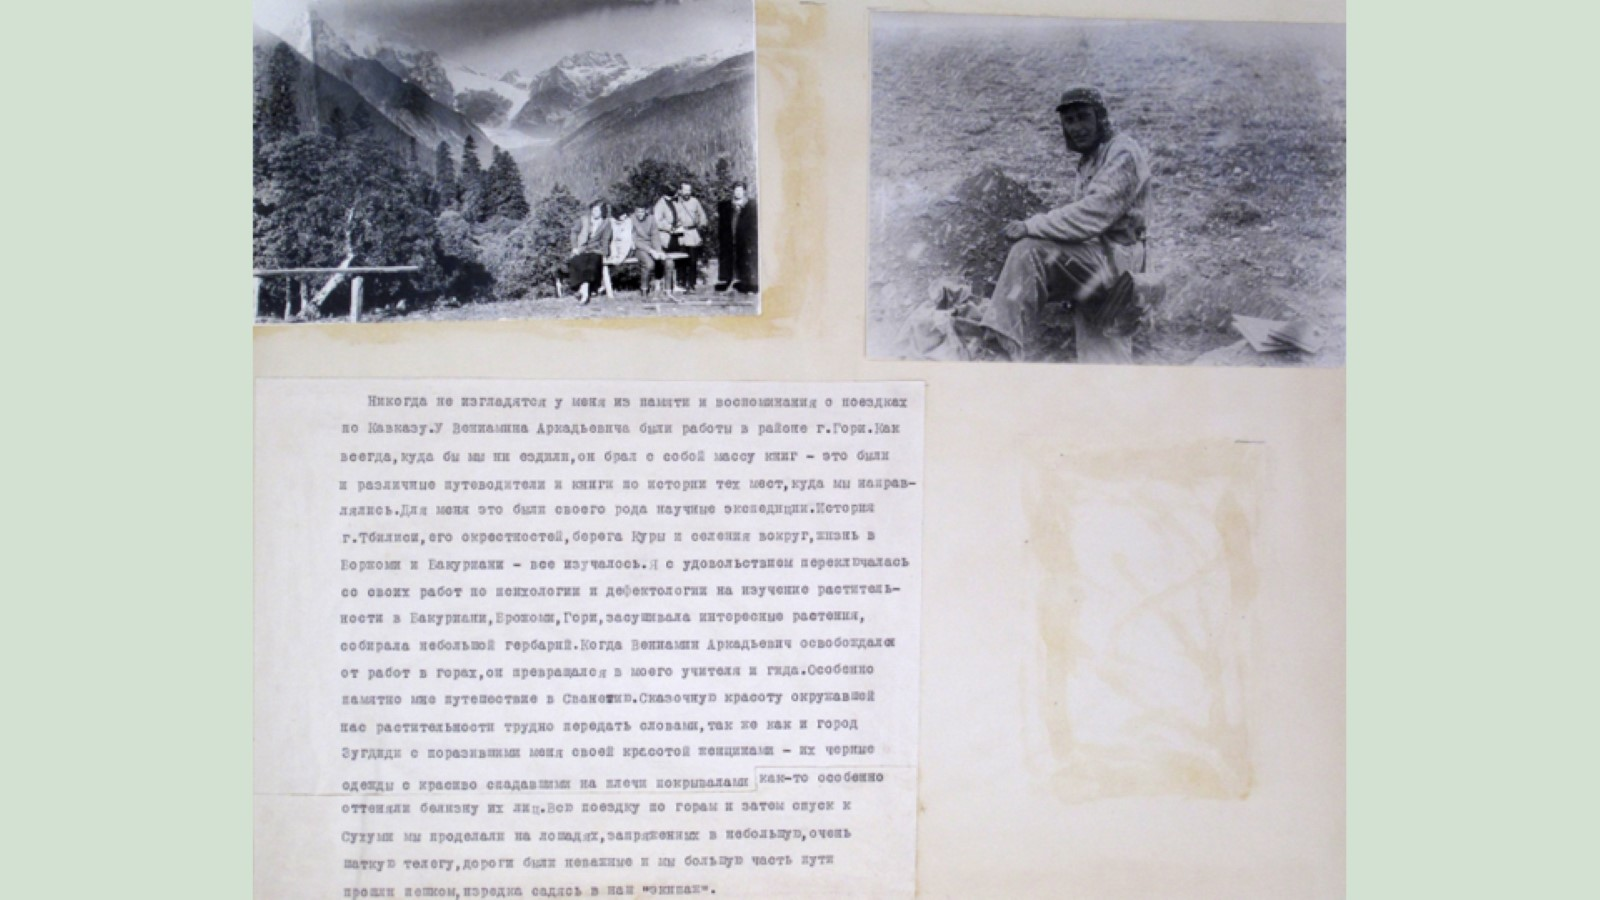 Никогда не изгладятся у меня из памяти и воспоминания о поездках
по Кавказу.У Вениамина Аркадьевича были работы в районе г.Гори.Как
всегда,куда бы мы ни ездили,он брал с собой массу книг - это были
и различные путеводители и книги по истории тех мест,куда мы направ-
лялись.Для меня это были своего рода научные экспедиции.История
г.Тбилиси,его окрестностей,берега Куры и селения вокруг,жизнь в
Боржоми и Бакуриани - все изучалось.Я с удовольствием переключалась
со своих работ по психологии и дефектологии на изучение раститель-
ности в Бакуриани,Брожоми,Гори,засушивала интересные растения,
собирала небольшой гербарий.Когда Вениамин Аркадьевич освобождался
от работ в горах,он превращался в моего учителя и гида.Особенно
памятно мне путешествие в Сванетию.Сказочную красоту окружавшей
нас растительности трудно передать словами,так же как и город
Зугдиди с поразившими меня своей красотой женщинами - их черные
одежды с красиво спадавшими на плечи покрывалами как-то особенно
оттеняли белизну их лиц.Всю поездку по горам и затем спуск к
Сухуми мы проделали на лошадях,запряженных в небольшую,очень
шаткую телегу,дороги были неважные и мы большую часть пути
прошли пешком,изредка садясь в наш "экипаж".